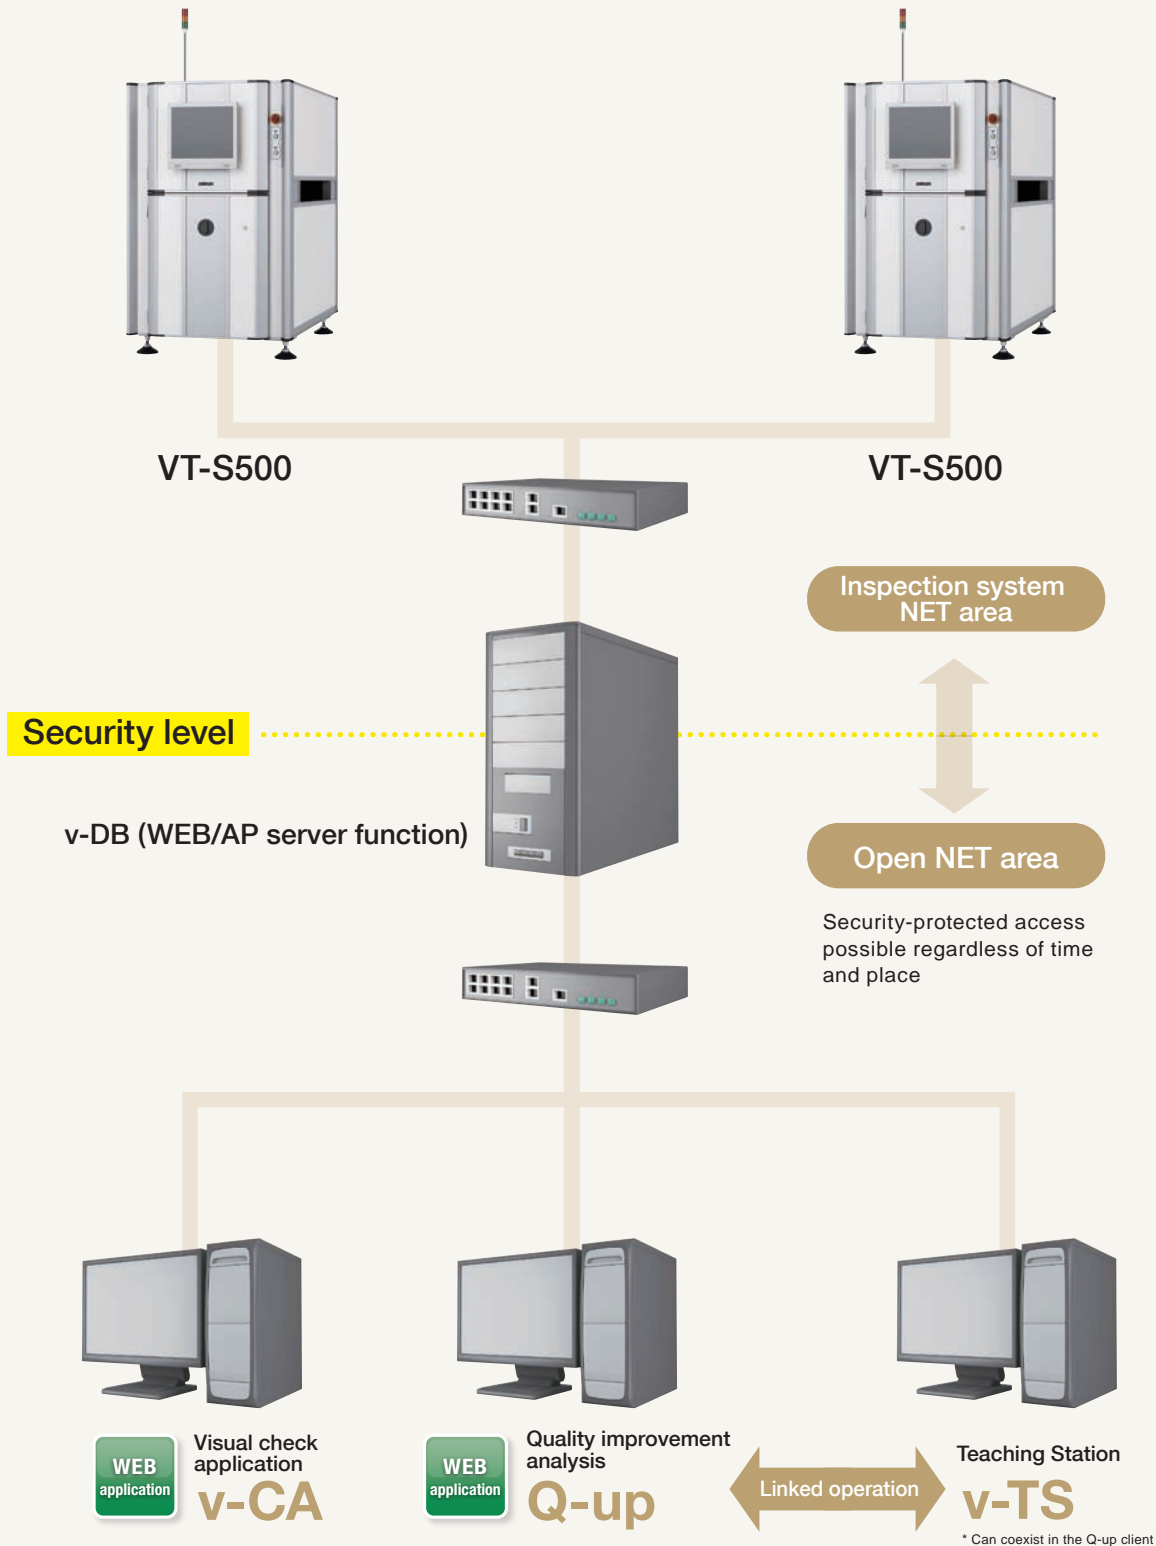 VT-S500
VT-S500
Inspection system
NET area
Security level
v-DB (WEB/AP server function)
Open NET area
Security-protected access
possible regardless of time
and place
WEB
application
Visual check
application
v-CA
WEB
application
Quality improvement
analysis
Q-up
Linked operation
Teaching Station
v-TS
* Can coexist in the Q-up client